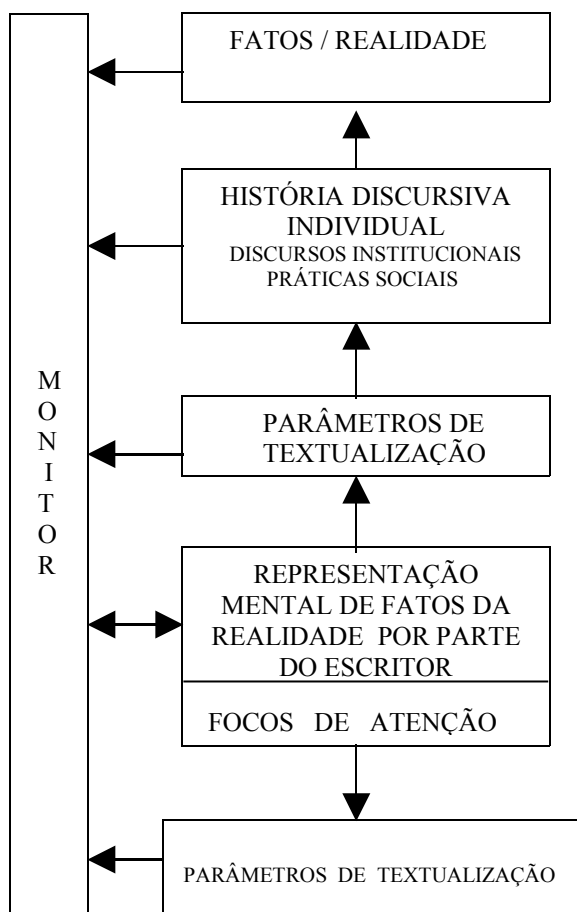 FATOS / REALIDADE
HISTÓRIA DISCURSIVA
INDIVIDUAL
DISCURSOS INSTITUCIONAIS
PRÁTICAS SOCIAIS
M
O
N
I
T
O
R
PARÂMETROS DE
TEXTUALIZAÇÃO
REPRESENTAÇÃO
MENTAL DE FATOS DA
REALIDADE POR PARTE
DO ESCRITOR
FOCOS DE ATENÇÃO
PARÂMETROS DE TEXTUALIZAÇÃO